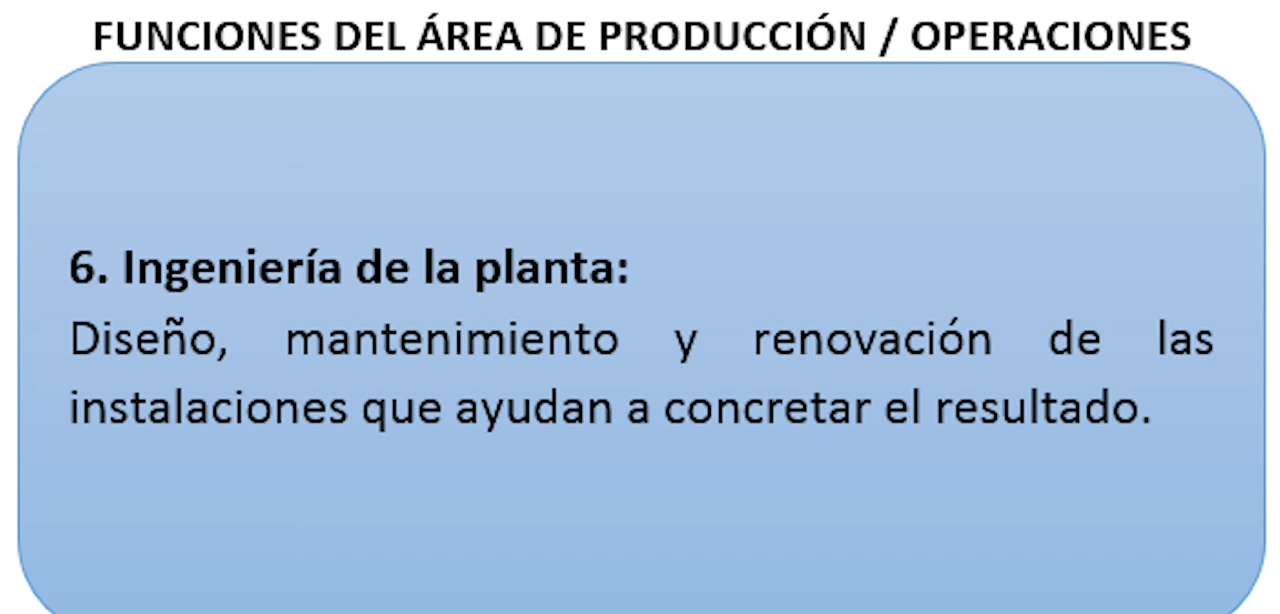 FUNCIONES DEL ÁREA DE PRODUCCIÓN / OPERACIONES
6. Ingeniería de la planta:
Diseño, mantenimiento y renovación de las
instalaciones que ayudan a concretar el resultado.